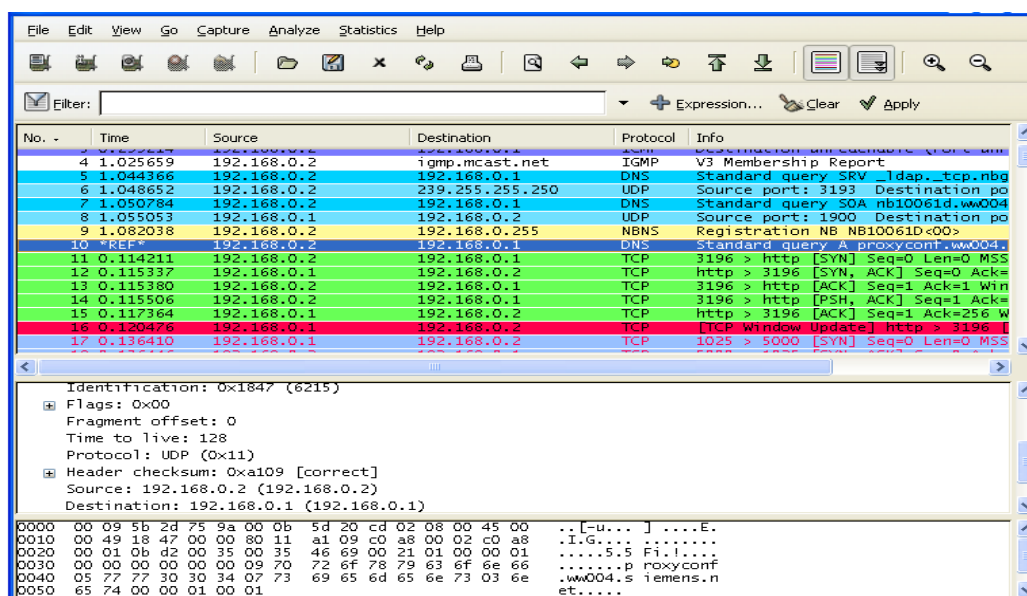 File Edit View Go Capture Analyze Statistics Help
Filter: Expression... Clear Apply
No. - Time Source Destination Protocol Info
4 1.025659 192.168.0.2 igmp.mcast.net IGMP V3 Membership Report
5 1.044366 192.168.0.2 192.168.0.1 DNS Standard query SRV _ldap._tcp.nbg
6 1.048652 192.168.0.2 239.255.255.250 UDP Source port: 3193 Destination po
7 1.050784 192.168.0.2 192.168.0.1 DNS Standard query SOA nb10061d.ww004
8 1.055053 192.168.0.1 192.168.0.2 UDP Source port: 1900 Destination po
9 1.082038 192.168.0.2 192.168.0.255 NBNS Registration NB NB10061D<00>
10 *REF* 192.168.0.2 192.168.0.1 DNS Standard query A proxyconf.ww004.
11 0.114211 192.168.0.2 192.168.0.1 TCP 3196 > http [SYN] Seq=0 Len=0 MSS
12 0.115337 192.168.0.1 192.168.0.2 TCP http > 3196 [SYN, ACK] Seq=0 Ack=
13 0.115380 192.168.0.2 192.168.0.1 TCP 3196 > http [ACK] Seq=1 Ack=1 Win
14 0.115506 192.168.0.2 192.168.0.1 TCP 3196 > http [PSH, ACK] Seq=1 Ack=
15 0.117364 192.168.0.1 192.168.0.2 TCP http > 3196 [ACK] Seq=1 Ack=256 W
16 0.120476 192.168.0.1 192.168.0.2 TCP [TCP Window Update] http > 3196 [
17 0.136410 192.168.0.1 192.168.0.2 TCP 1025 > 5000 [SYN] Seq=0 Len=0 MSS
Identification: 0x1847 (6215)
Flags: 0x00
Fragment offset: 0
Time to live: 128
Protocol: UDP (0x11)
Header checksum: 0xa109 [correct]
Source: 192.168.0.2 (192.168.0.2)
Destination: 192.168.0.1 (192.168.0.1)
0000 00 09 5b 2d 75 9a 00 0b 5d 20 cd 02 08 00 45 00 ..[-u... ] ....E.
0010 00 49 18 47 00 00 80 11 a1 09 c0 a8 00 02 c0 a8 .I.G.... ........
0020 00 01 0b d2 00 35 00 35 46 69 00 21 01 00 00 01 .....5.5 Fi.!....
0030 00 00 00 00 00 00 09 70 72 6f 78 79 63 6f 6e 66 .......p roxyconf
0040 05 77 77 30 30 34 07 73 69 65 6d 65 6e 73 03 6e .ww004.s iemens.n
0050 65 74 00 00 01 00 01 et.....